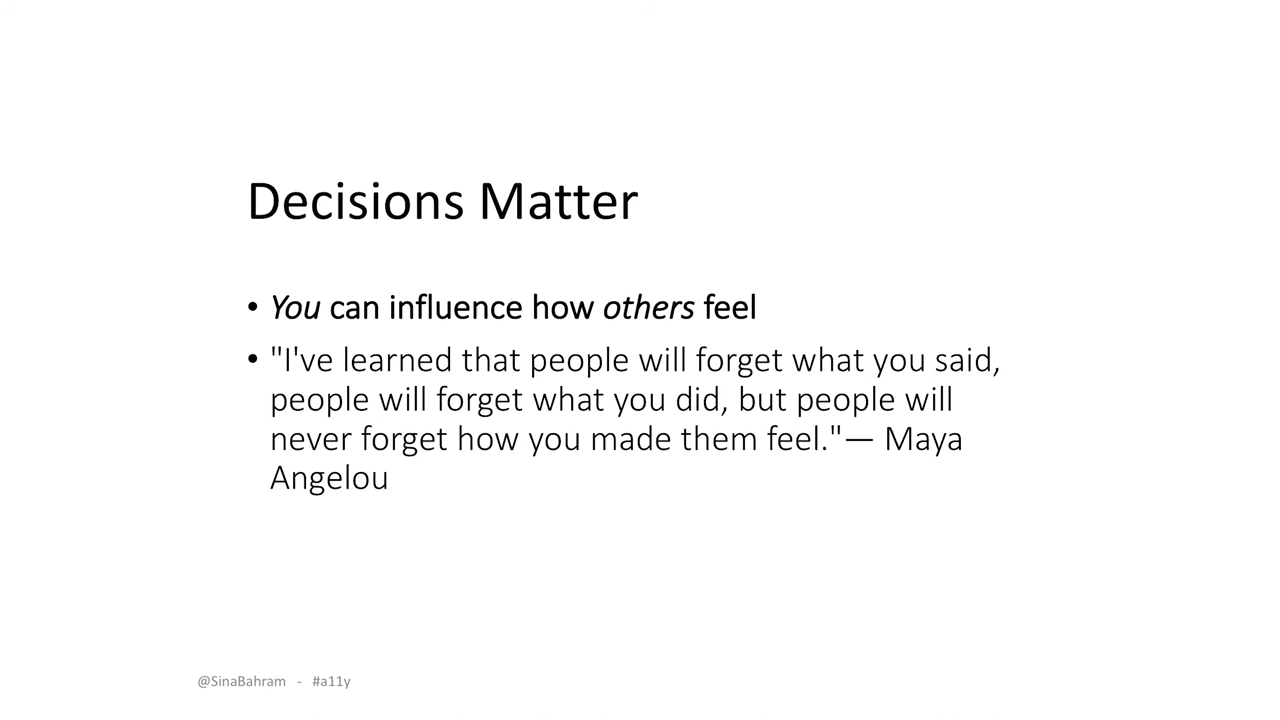 Decisions Matter
• You can influence how others feel
• "I've learned that people will forget what you said,
people will forget what you did, but people will
never forget how you made them feel."— Maya
Angelou
@SinaBahram - #a11y